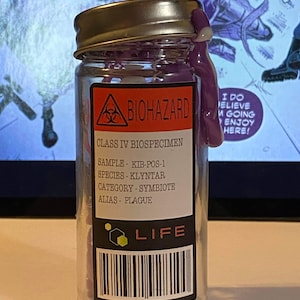 BIOHAZARD
CLASS IV BIOSPECIMEN
SAMPLE - KIB-POS-1
SPECIES - KLYNTAR
CATEGORY - SYMBIOTE
ALIAS - PLAGUE
LIFE
I DO
BELIEVE
I'M GOING
ENJOY
HERE!